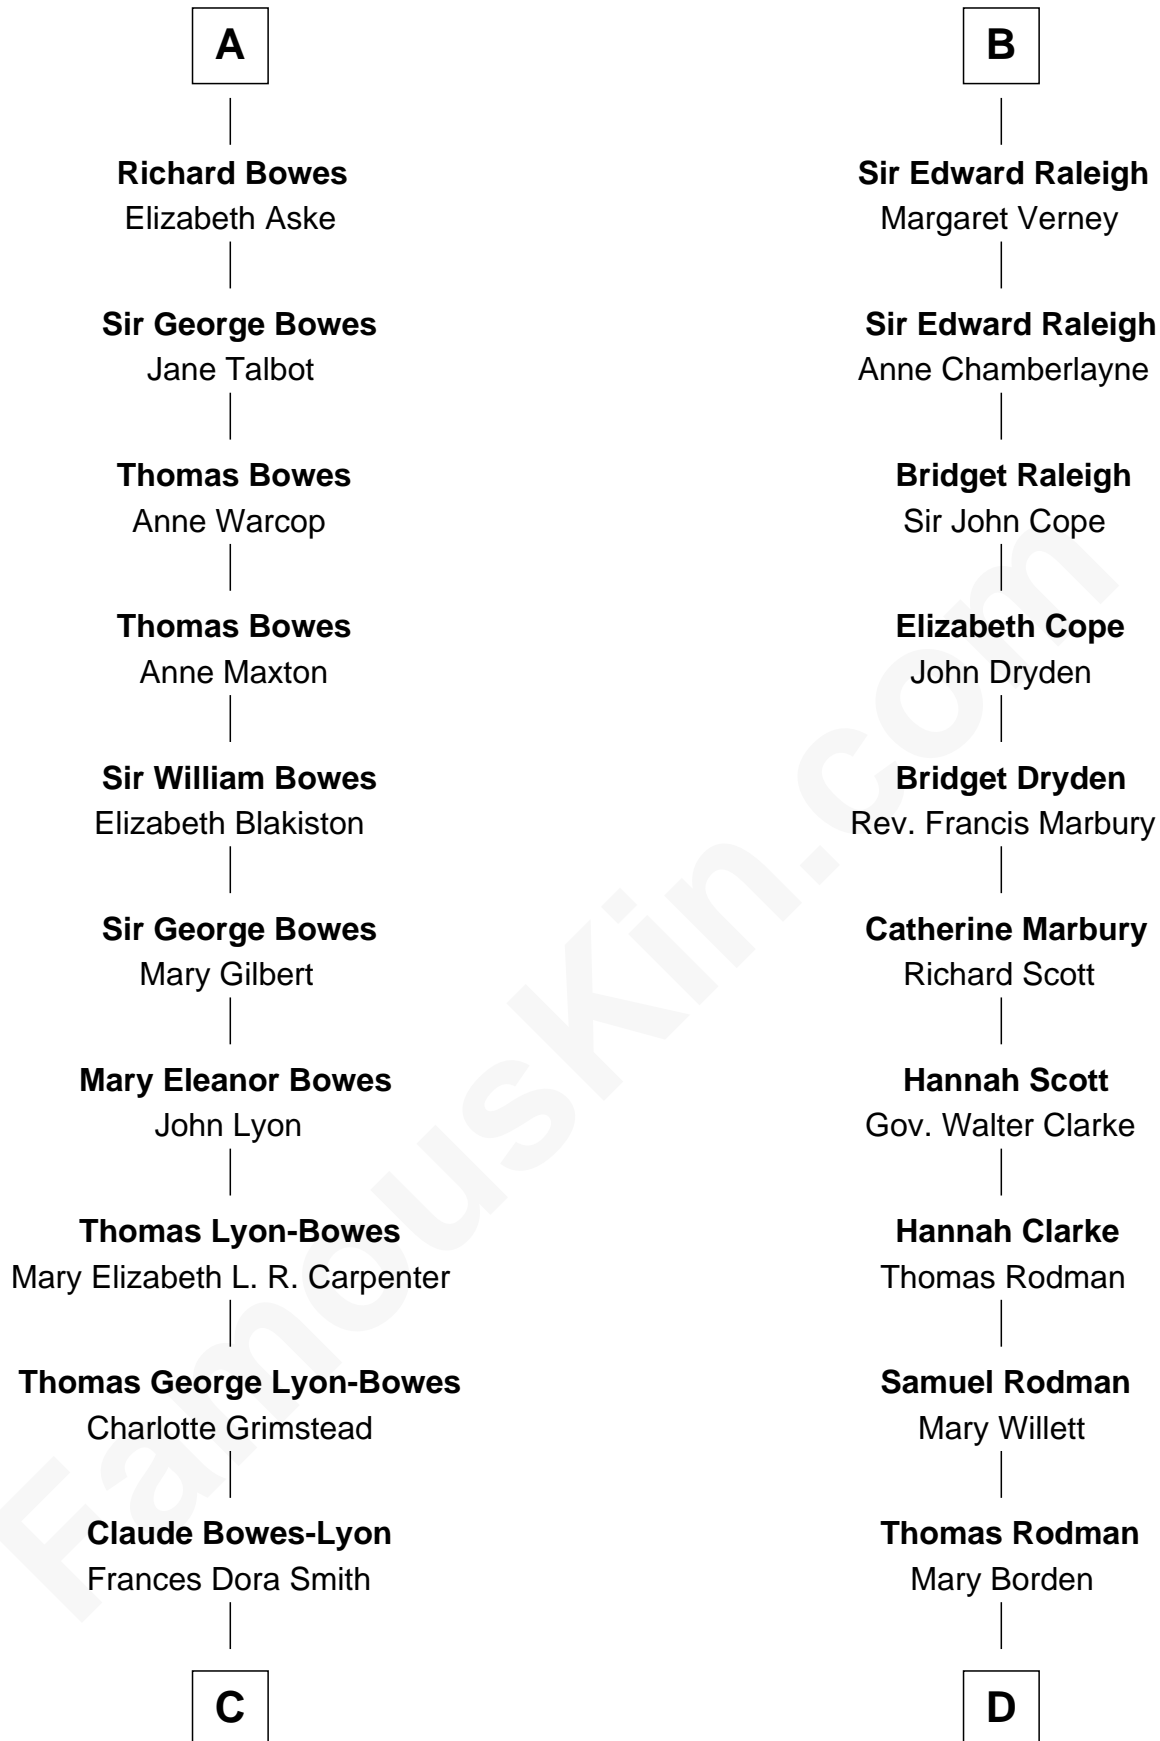 A
Richard Bowes
Elizabeth Aske
Sir George Bowes
Jane Talbot
Thomas Bowes
Anne Warcop
Thomas Bowes
Anne Maxton
Sir William Bowes
Elizabeth Blakiston
Sir George Bowes
Mary Gilbert
Mary Eleanor Bowes
John Lyon
Thomas Lyon-Bowes
Mary Elizabeth L. R. Carpenter
Thomas George Lyon-Bowes
Charlotte Grimstead
Claude Bowes-Lyon
Frances Dora Smith
C
B
Sir Edward Raleigh
Margaret Verney
Sir Edward Raleigh
Anne Chamberlayne
Bridget Raleigh
Sir John Cope
Elizabeth Cope
John Dryden
Bridget Dryden
Rev. Francis Marbury
Catherine Marbury
Richard Scott
Hannah Scott
Gov. Walter Clarke
Hannah Clarke
Thomas Rodman
Samuel Rodman
Mary Willett
Thomas Rodman
Mary Borden
D
FamousKin.com